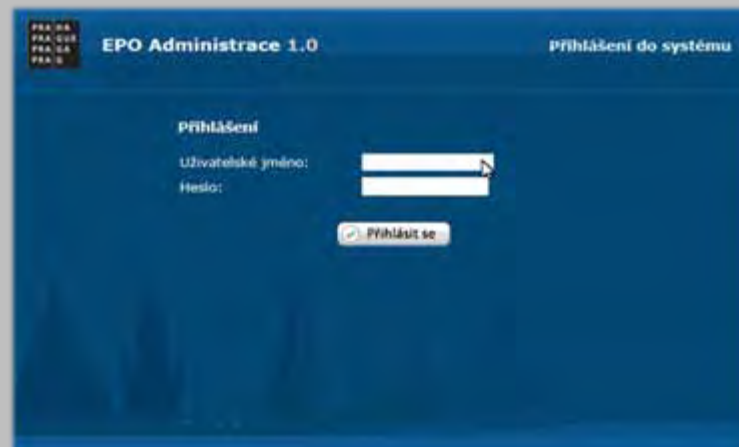 PRA HA
PRA GUE
PRA GA
PRA G
EPO Administrace 1.0
Přihlášení do systému
Přihlášení
Uživatelské jméno:
Heslo:
Přihlásit se